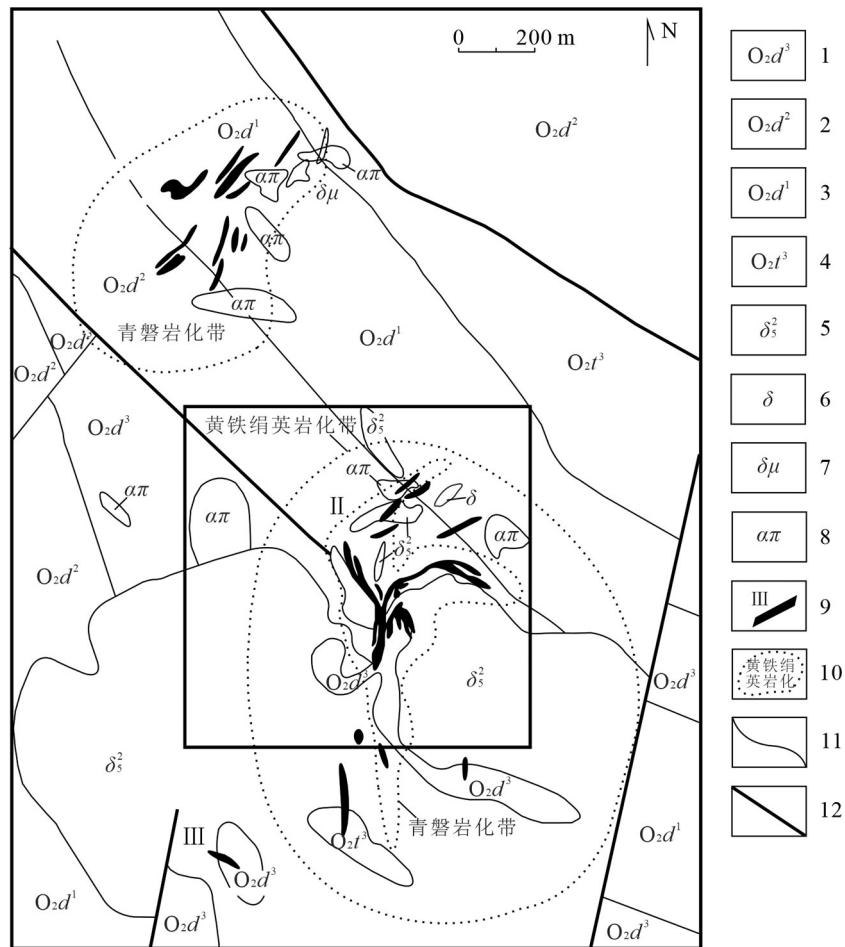 0 200 m
N
O₂d¹
O₂d²
απ
απ
δμ
απ
O₂d²
απ
青磐岩化带
O₂d³
O₂d²
O₂d¹
O₂t³
O₂d³
黄铁绢英岩化带
δ₅²
απ
II
δ
απ
απ
απ
δ₅²
O₂d²
O₂d³
δ₅²
O₂d³
δ₅²
O₂d³
青磐岩化带
O₂t³
III
O₂d³
O₂d¹
O₂d¹
O₂d³
O₂d³
O₂d³ 1
O₂d² 2
O₂d¹ 3
O₂t³ 4
δ₅² 5
δ 6
δμ 7
απ 8
III 9
黄铁绢
英岩化 10
11
12